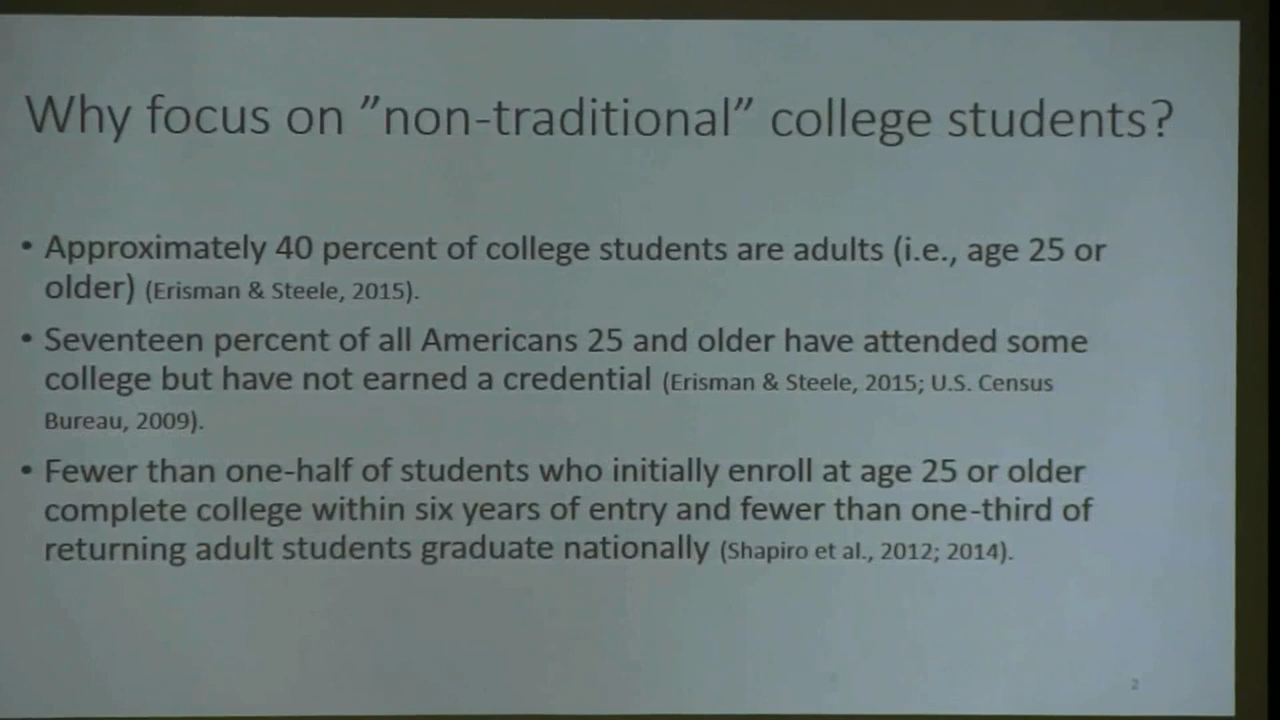 Why focus on ”non-traditional” college students?
• Approximately 40 percent of college students are adults (i.e., age 25 or
older) (Erisman & Steele, 2015).
• Seventeen percent of all Americans 25 and older have attended some
college but have not earned a credential (Erisman & Steele, 2015; U.S. Census
Bureau, 2009).
• Fewer than one-half of students who initially enroll at age 25 or older
complete college within six years of entry and fewer than one-third of
returning adult students graduate nationally (Shapiro et al., 2012; 2014).
2